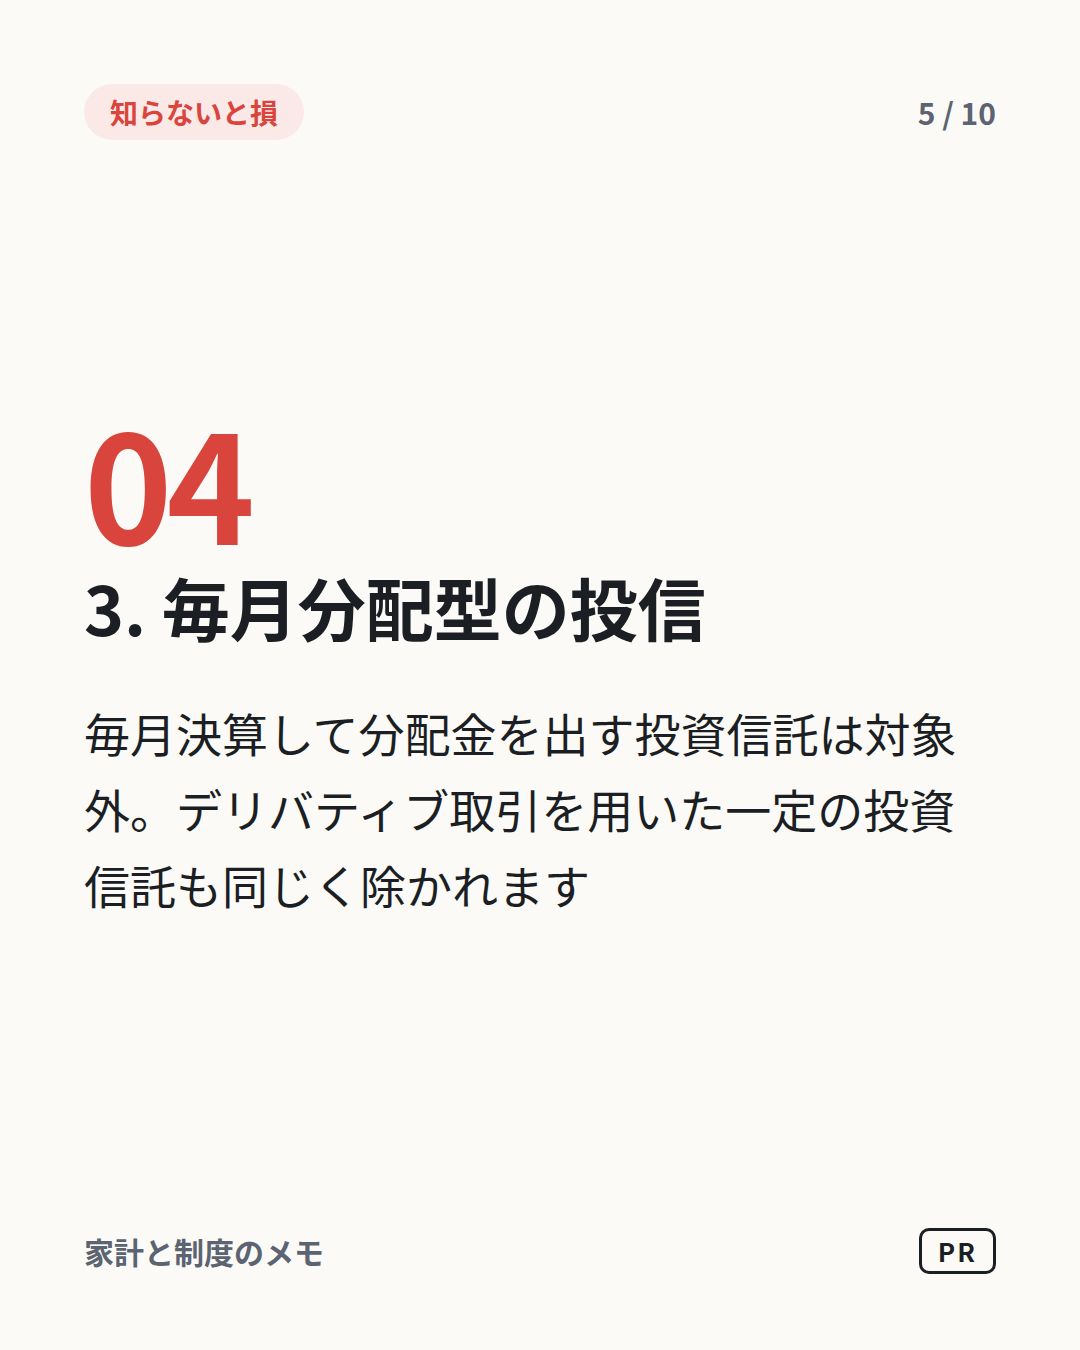 知らないと損
5 / 10
04
3. 毎月分配型の投信
毎月決算して分配金を出す投資信託は対象
外。デリバティブ取引を用いた一定の投資
信託も同じく除かれます
家計と制度のメモ
PR